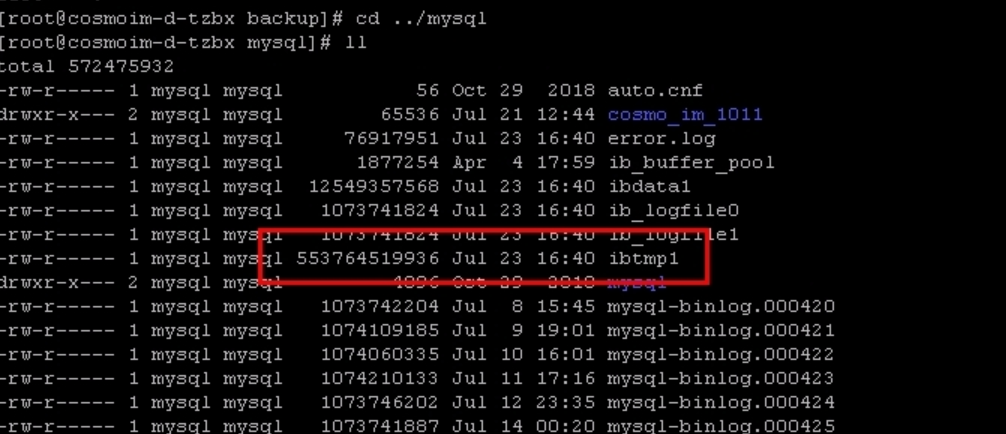 [root@cosmoim-d-tzbx backup]# cd ../mysql
[root@cosmoim-d-tzbx mysql]# ll
total 572475932
-rw-r----- 1 mysql mysql 56 Oct 29 2018 auto.cnf
drwxr-x--- 2 mysql mysql 65536 Jul 21 12:44 cosmo_im_1011
-rw-r----- 1 mysql mysql 76917951 Jul 23 16:40 error.log
-rw-r----- 1 mysql mysql 1877254 Apr 4 17:59 ib_buffer_pool
-rw-r----- 1 mysql mysql 12549357568 Jul 23 16:40 ibdata1
-rw-r----- 1 mysql mysql 1073741824 Jul 23 16:40 ib_logfile0
-rw-r----- 1 mysql mysql 1073741824 Jul 23 16:40 ib_logfile1
-rw-r----- 1 mysql mysql 553764519936 Jul 23 16:40 ibtmp1
drwxr-x--- 2 mysql mysql 4096 Oct 29 2018 mysql
-rw-r----- 1 mysql mysql 1073742204 Jul 8 15:45 mysql-binlog.000420
-rw-r----- 1 mysql mysql 1074109185 Jul 9 19:01 mysql-binlog.000421
-rw-r----- 1 mysql mysql 1074060335 Jul 10 16:01 mysql-binlog.000422
-rw-r----- 1 mysql mysql 1074210133 Jul 11 17:16 mysql-binlog.000423
-rw-r----- 1 mysql mysql 1073746202 Jul 12 23:35 mysql-binlog.000424
-rw-r----- 1 mysql mysql 1073741887 Jul 14 00:20 mysql-binlog.000425